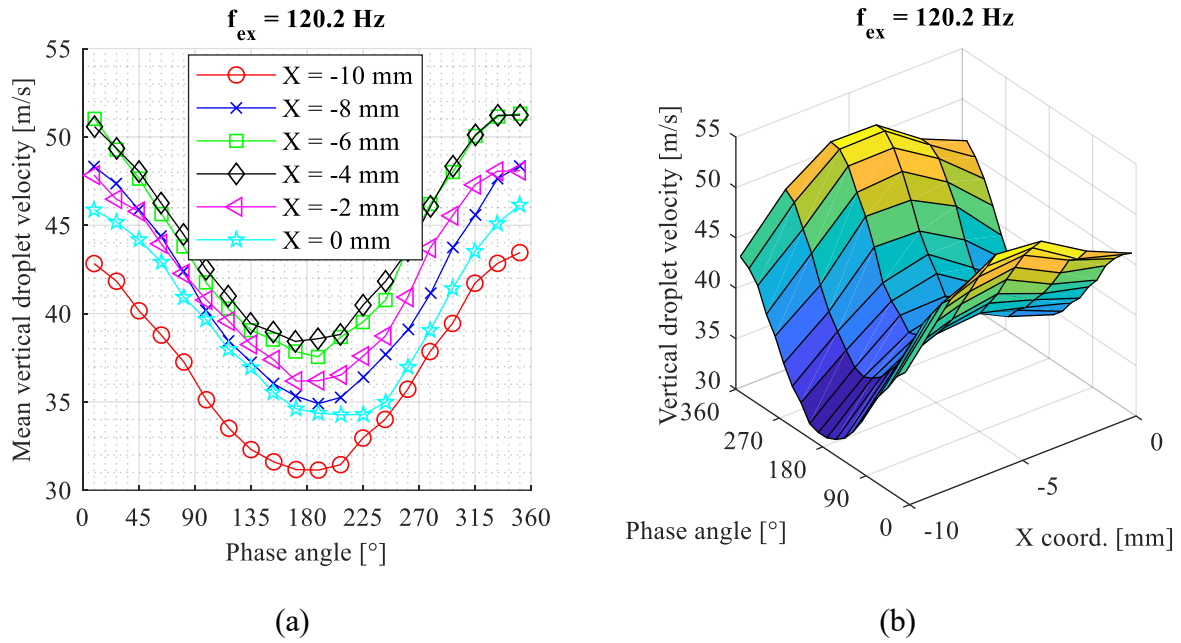 f_ex = 120.2 Hz
Mean vertical droplet velocity [m/s]
55
50
45
40
35
30
X = -10 mm
X = -8 mm
X = -6 mm
X = -4 mm
X = -2 mm
X = 0 mm
0 45 90 135 180 225 270 315 360
Phase angle [°]
(a)
f_ex = 120.2 Hz
Vertical droplet velocity [m/s]
55
50
45
40
35
30
360
270
180
90
0
Phase angle [°]
-10
-5
0
X coord. [mm]
(b)